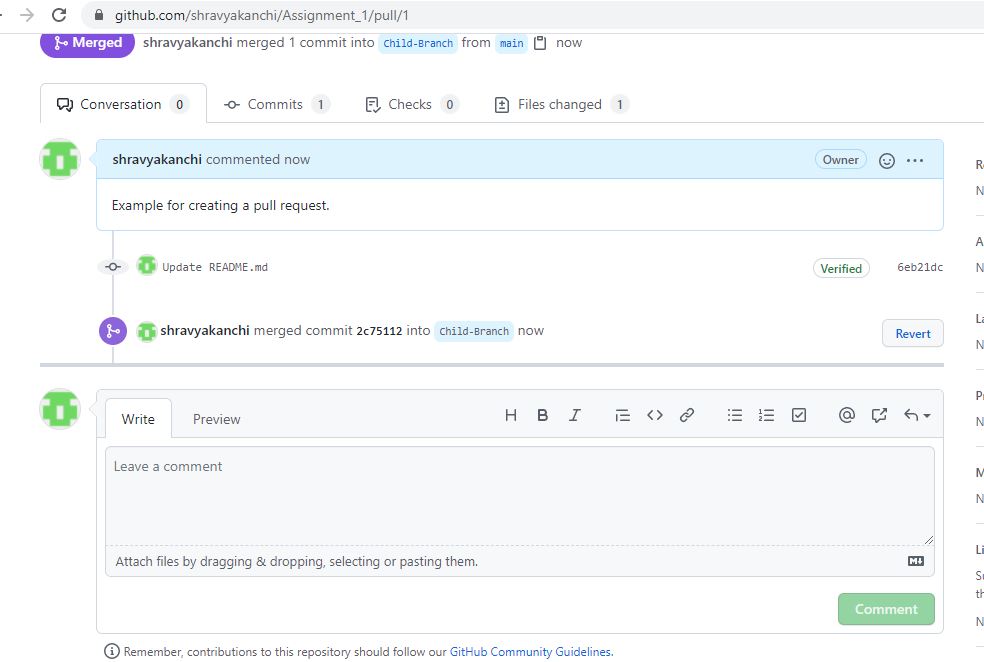 github.com/shravyakanchi/Assignment_1/pull/1
Merged shravyakanchi merged 1 commit into Child-Branch from main now
Conversation 0 Commits 1 Checks 0 Files changed 1
shravyakanchi commented now Owner
Example for creating a pull request.
Update README.md Verified 6eb21dc
shravyakanchi merged commit 2c75112 into Child-Branch now Revert
Write Preview
Leave a comment
Attach files by dragging & dropping, selecting or pasting them.
Comment
Remember, contributions to this repository should follow our GitHub Community Guidelines.